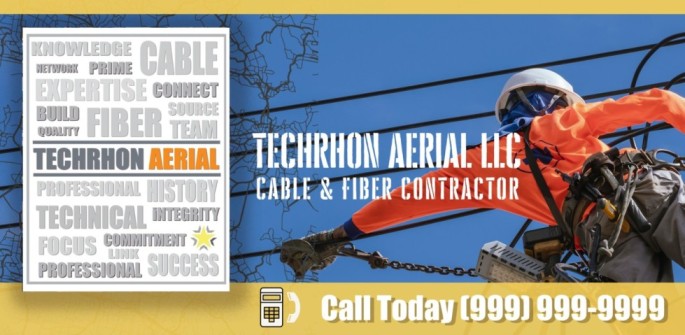 KNOWLEDGE CABLE
NETWORK PRIME
EXPERTISE CONNECT
BUILD FIBER SOURCE
QUALITY TEAM
TECHRHON AERIAL
PROFESSIONAL HISTORY
TECHNICAL INTEGRITY
FOCUS COMMITMENT
LINK
PROFESSIONAL SUCCESS
TECHRHON AERIAL LLC
CABLE & FIBER CONTRACTOR
Call Today (999) 999-9999